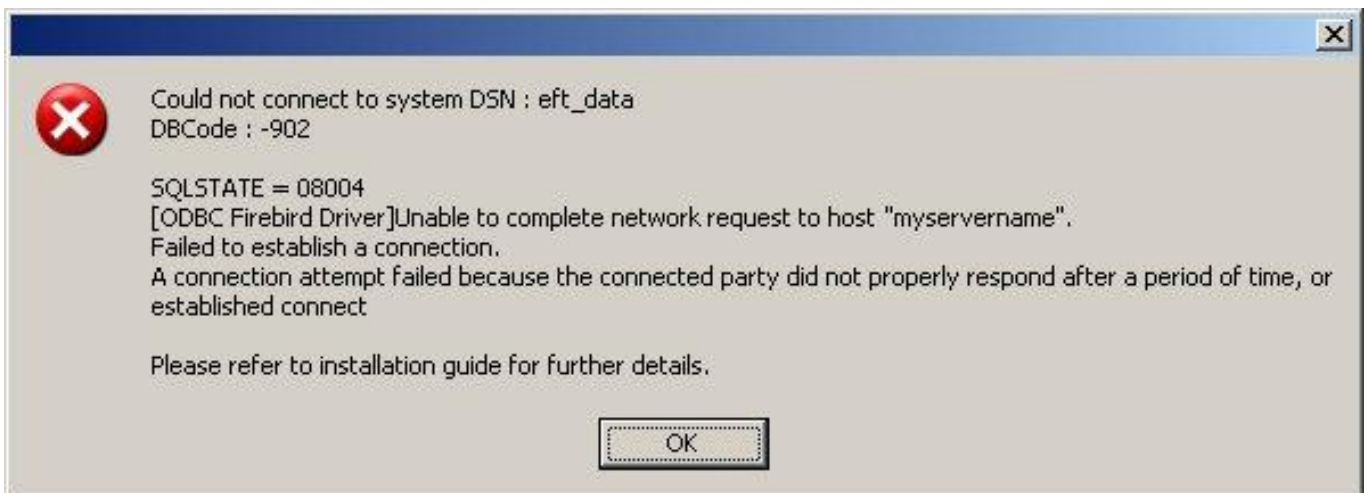 Could not connect to system DSN : eft_data
DBCode : -902
SQLSTATE = 08004
[ODBC Firebird Driver]Unable to complete network request to host "myservername".
Failed to establish a connection.
A connection attempt failed because the connected party did not properly respond after a period of time, or
established connect
Please refer to installation guide for further details.
OK